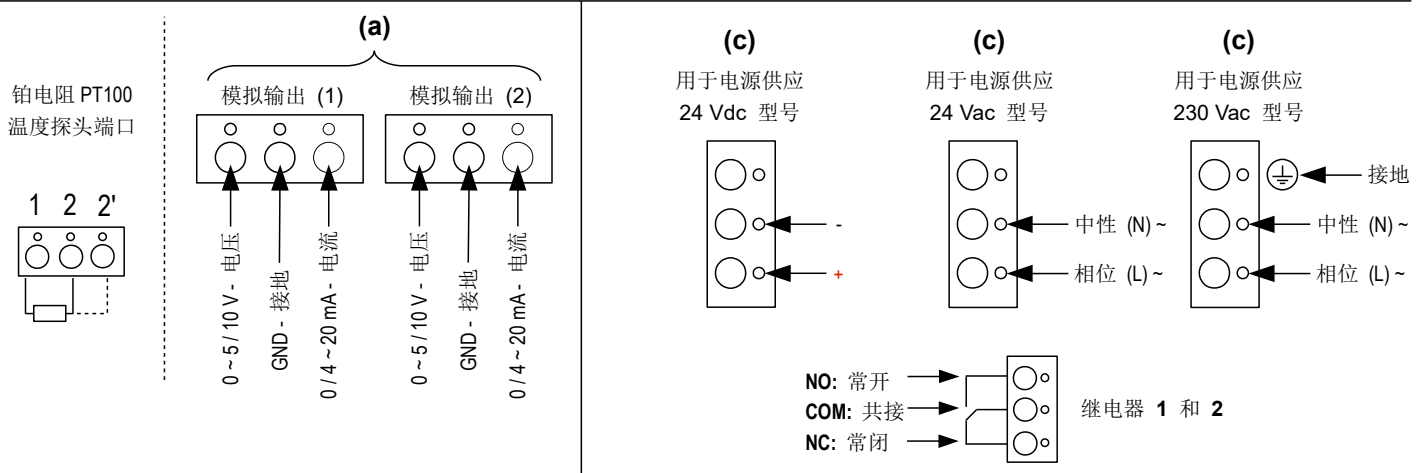 铂电阻 PT100
温度探头端口
1 2 2'
(a)
模拟输出 (1)
模拟输出 (2)
0 ~ 5 / 10 V - 电压
GND - 接地
0 / 4 ~ 20 mA - 电流
0 ~ 5 / 10 V - 电压
GND - 接地
0 / 4 ~ 20 mA - 电流
(c)
用于电源供应
24 Vdc 型号
-
+
(c)
用于电源供应
24 Vac 型号
中性 (N) ~
相位 (L) ~
(c)
用于电源供应
230 Vac 型号
接地
中性 (N) ~
相位 (L) ~
NO: 常开
COM: 共接
NC: 常闭
继电器 1 和 2